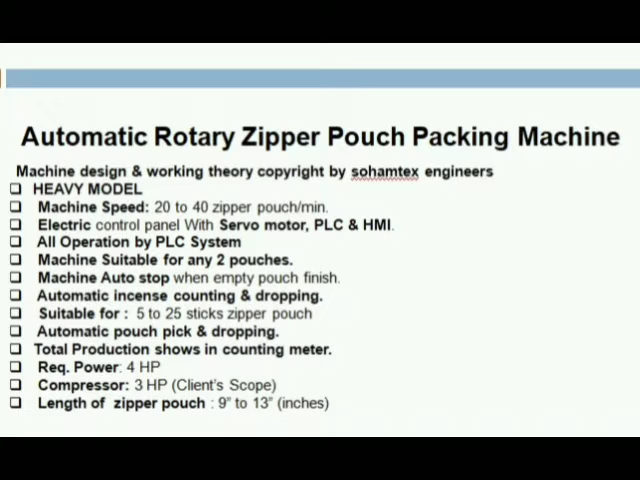 Automatic Rotary Zipper Pouch Packing Machine
Machine design & working theory copyright by sohamtex engineers
❑ HEAVY MODEL
❑ Machine Speed: 20 to 40 zipper pouch/min.
❑ Electric control panel With Servo motor, PLC & HMI.
❑ All Operation by PLC System
❑ Machine Suitable for any 2 pouches.
❑ Machine Auto stop when empty pouch finish.
❑ Automatic incense counting & dropping.
❑ Suitable for : 5 to 25 sticks zipper pouch
❑ Automatic pouch pick & dropping.
❑ Total Production shows in counting meter.
❑ Req. Power: 4 HP
❑ Compressor: 3 HP (Client's Scope)
❑ Length of zipper pouch : 9” to 13” (inches)